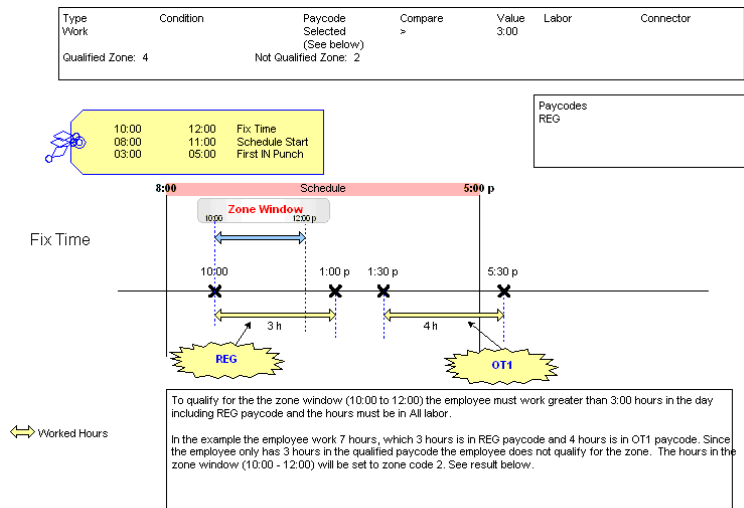 Type Condition Paycode Compare Value Labor Connector
Work Selected > 3:00
(See below)
Qualified Zone: 4 Not Qualified Zone: 2
Paycodes
REG
10:00 12:00 Fix Time
08:00 11:00 Schedule Start
03:00 05:00 First IN Punch
8:00 Schedule 5:00 p
Zone Window
10:00 12:00 p
Fix Time
10:00 1:00 p 1:30 p 5:30 p
3 h 4 h
REG
OT1
To qualify for the the zone window (10:00 to 12:00) the employee must work greater than 3:00 hours in the day
including REG paycode and the hours must be in All labor.
Worked Hours
In the example the employee work 7 hours, which 3 hours is in REG paycode and 4 hours is in OT1 paycode. Since
the employee only has 3 hours in the qualified paycode the employee does not qualify for the zone. The hours in the
zone window (10:00 - 12:00) will be set to zone code 2. See result below.